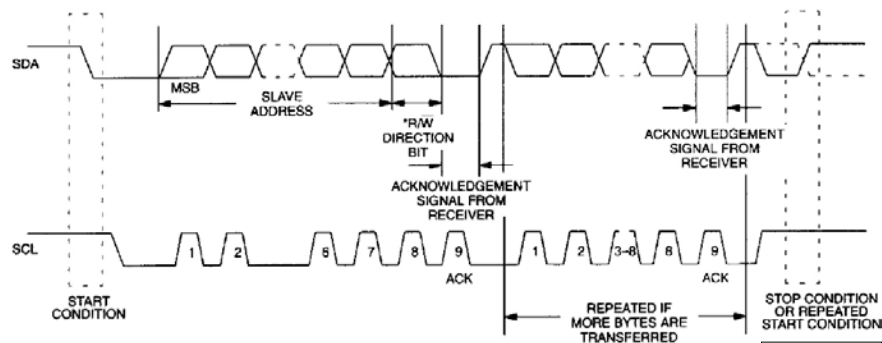 SDA
MSB
SLAVE
ADDRESS
*R/W
DIRECTION
BIT
ACKNOWLEDGEMENT
SIGNAL FROM
RECEIVER
ACKNOWLEDGEMENT
SIGNAL FROM
RECEIVER
SCL
1 2 6 7 8 9 1 2 3–8 8 9
ACK ACK
START
CONDITION
REPEATED IF
MORE BYTES ARE
TRANSFERRED
STOP CONDITION
OR REPEATED
START CONDITION